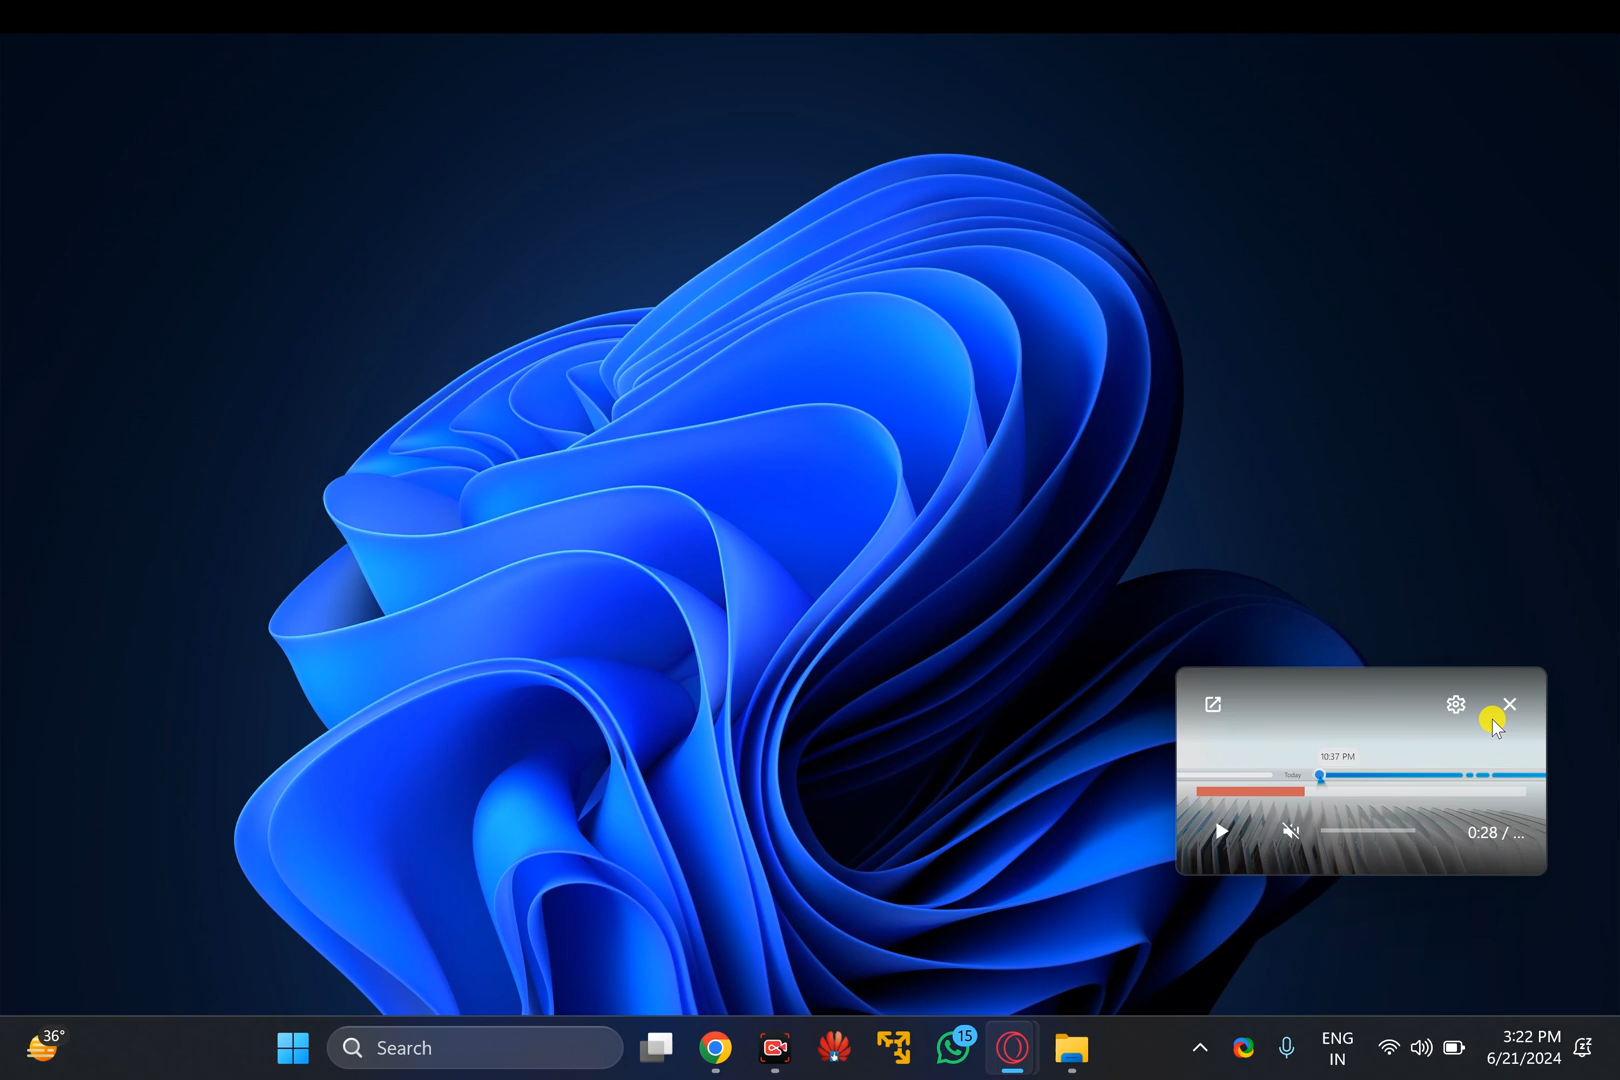 10:37 PM
Today
0:28 / ...
36°
Search
15
ENG
IN
3:22 PM
6/21/2024